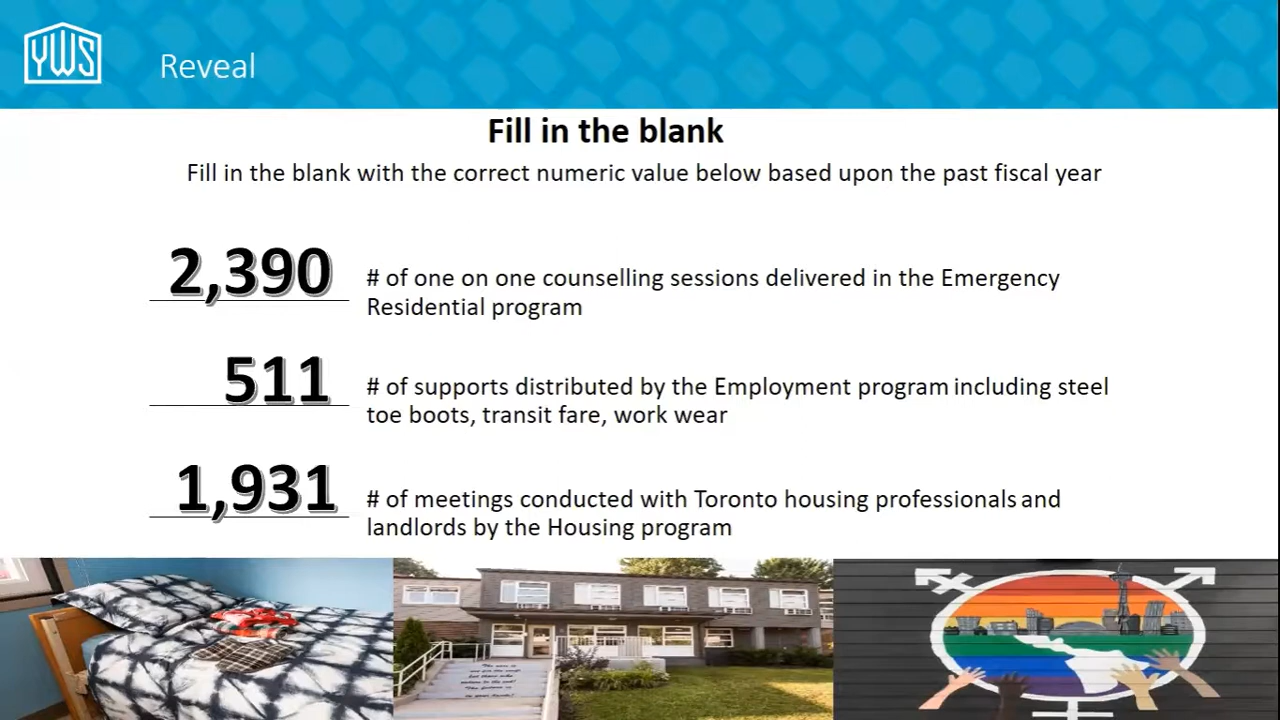 YWS
Reveal
Fill in the blank
Fill in the blank with the correct numeric value below based upon the past fiscal year
2,390
# of one on one counselling sessions delivered in the Emergency
Residential program
511
# of supports distributed by the Employment program including steel
toe boots, transit fare, work wear
1,931
# of meetings conducted with Toronto housing professionals and
landlords by the Housing program